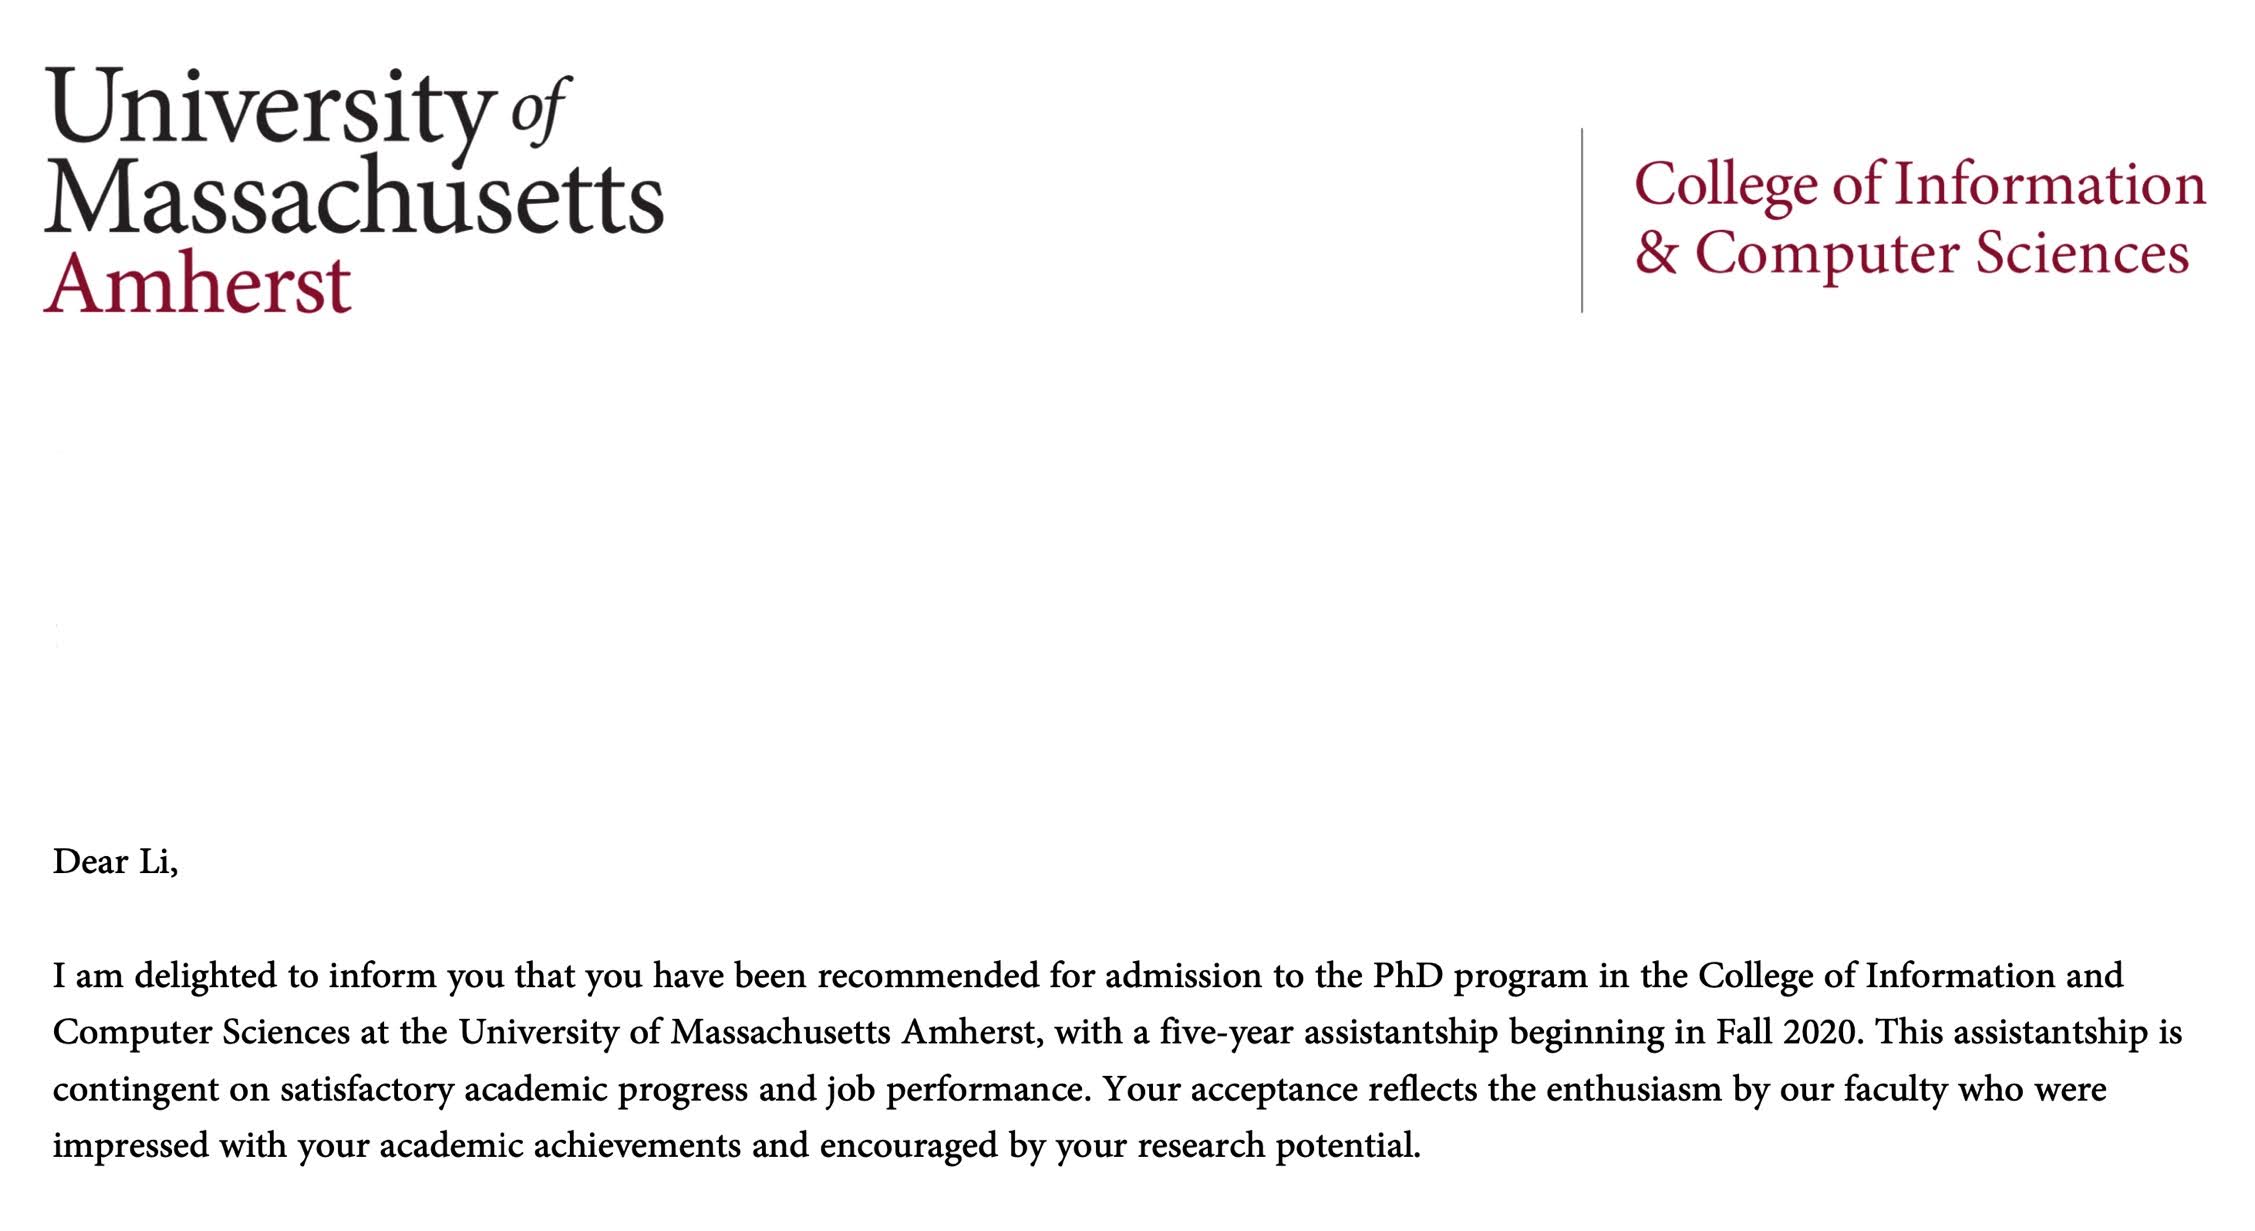 University of
Massachusetts
Amherst
College of Information
& Computer Sciences
Dear Li,
I am delighted to inform you that you have been recommended for admission to the PhD program in the College of Information and
Computer Sciences at the University of Massachusetts Amherst, with a five-year assistantship beginning in Fall 2020. This assistantship is
contingent on satisfactory academic progress and job performance. Your acceptance reflects the enthusiasm by our faculty who were
impressed with your academic achievements and encouraged by your research potential.